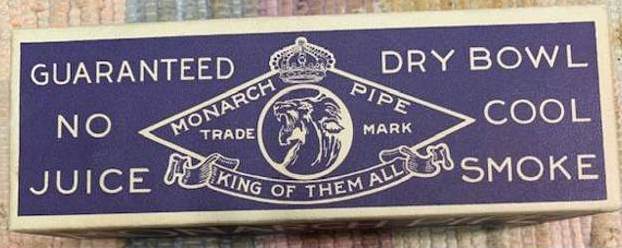 GUARANTEED
NO
JUICE
MONARCH PIPE
TRADE MARK
KING OF THEM ALL
DRY BOWL
COOL
SMOKE